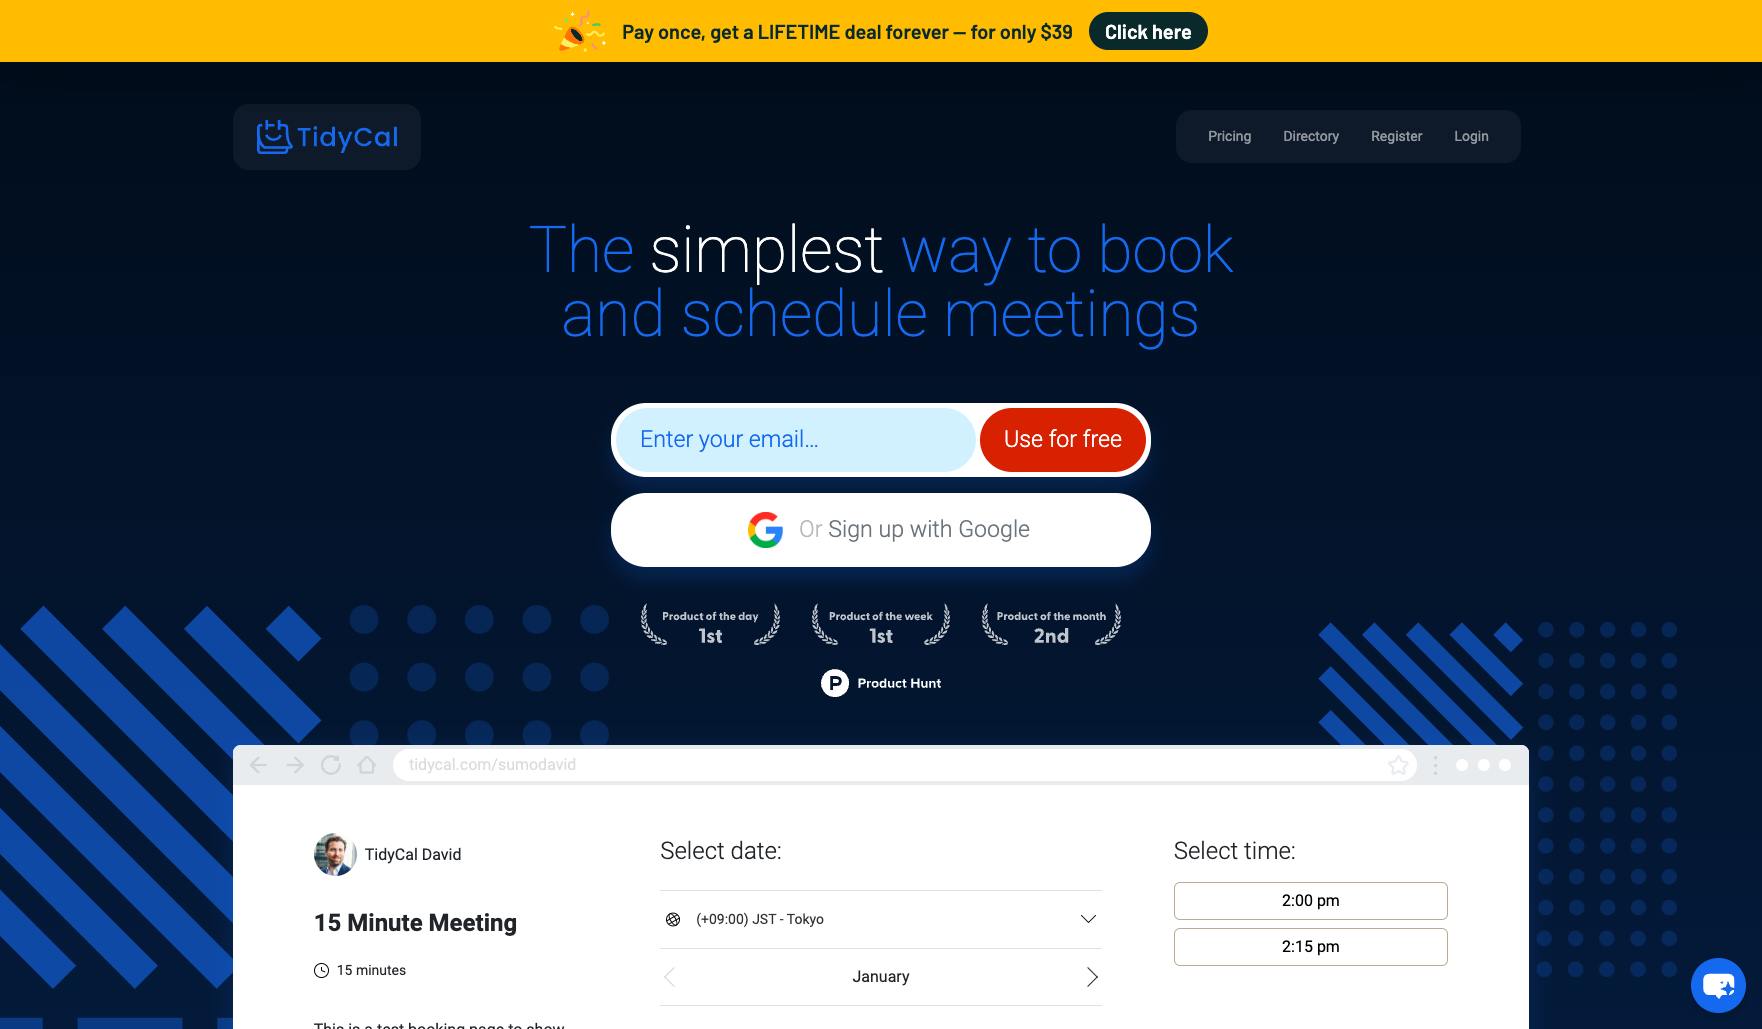 Pay once, get a LIFETIME deal forever — for only $39
Click here
TidyCal
Pricing
Directory
Register
Login
The simplest way to book
and schedule meetings
Enter your email...
Use for free
Or Sign up with Google
Product of the day
1st
Product of the week
1st
Product of the month
2nd
P Product Hunt
tidycal.com/sumodavid
TidyCal David
15 Minute Meeting
15 minutes
This is a test booking page to show
Select date:
(+09:00) JST - Tokyo
January
Select time:
2:00 pm
2:15 pm